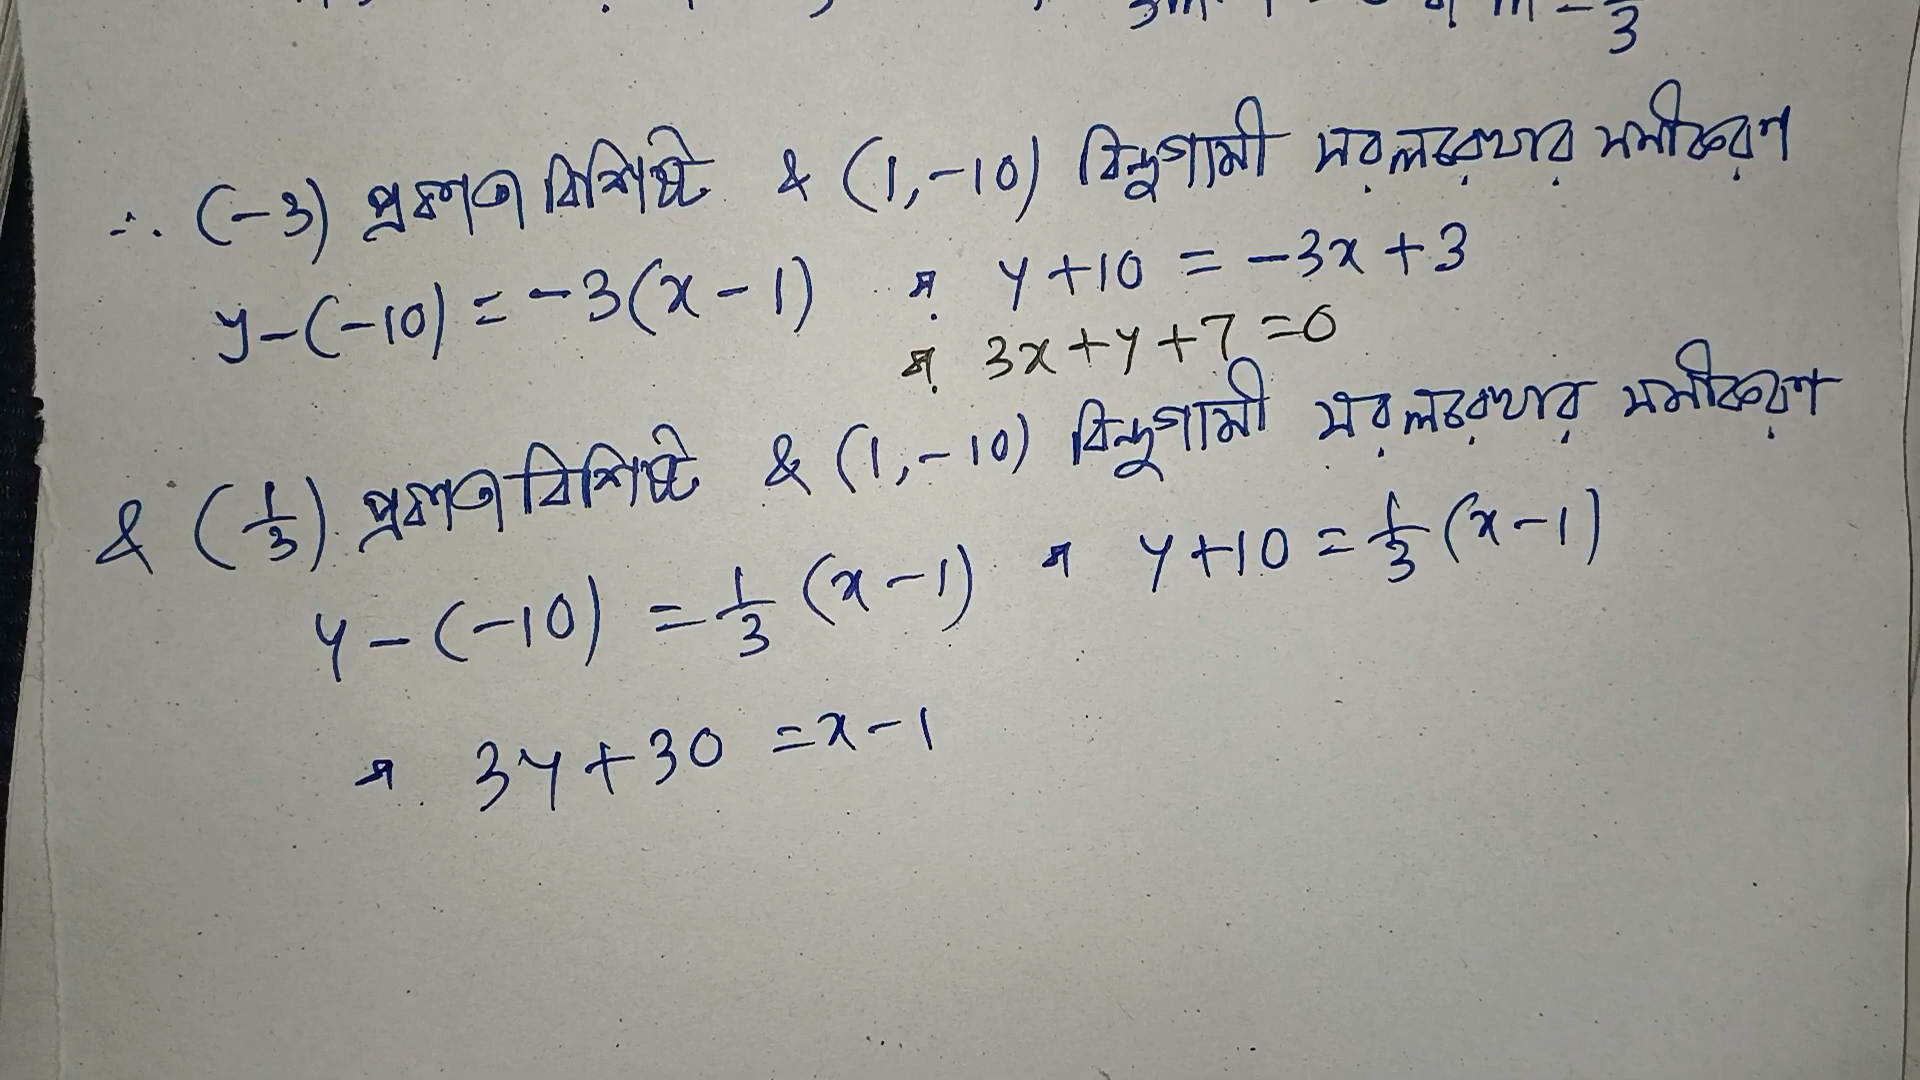 3
∴ (-3) প্রবণতা বিশিষ্ট & (1, -10) বিন্দুগামী সরলরেখার সমীকরণ
y-(-10) = -3(x-1) বা, y+10 = -3x+3
বা, 3x+y+7=0
& (1/3) প্রবণতা বিশিষ্ট & (1, -10) বিন্দুগামী সরলরেখার সমীকরণ
y-(-10) = 1/3 (x-1) বা y+10 = 1/3 (x-1)
বা 3y+30 = x-1